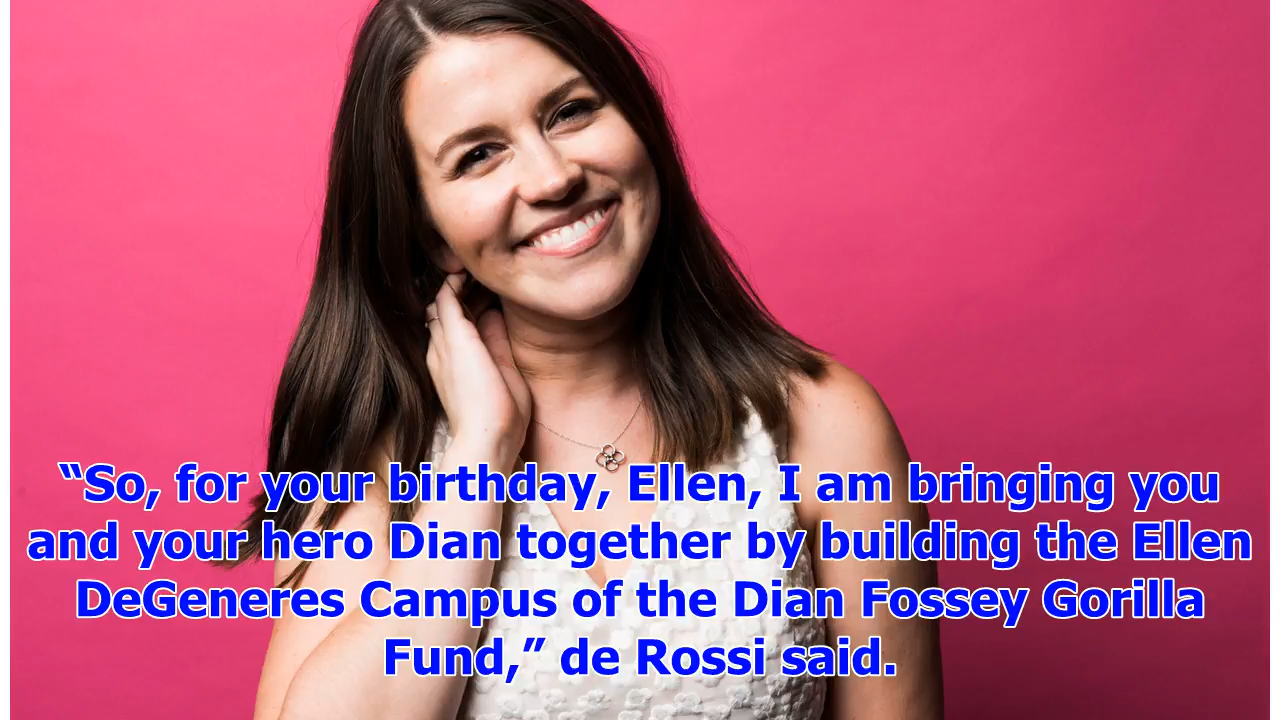 “So, for your birthday, Ellen, I am bringing you
and your hero Dian together by building the Ellen
DeGeneres Campus of the Dian Fossey Gorilla
Fund,” de Rossi said.